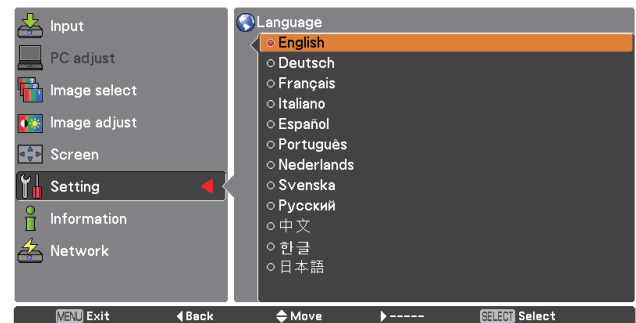 Input
PC adjust
Image select
Image adjust
Screen
Setting
Information
Network
Language
English
Deutsch
Français
Italiano
Español
Português
Nederlands
Svenska
Русский
中文
한글
日本語
MENU Exit Back Move ----- SELECT Select